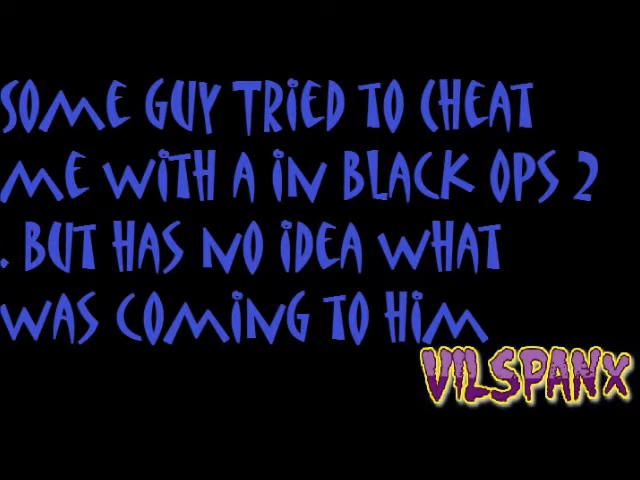 SOME GUY TRIED TO CHEAT
ME WITH A IN BLACK OPS 2
. BUT HAS NO IDEA WHAT
WAS COMING TO HIM
VILSPANX